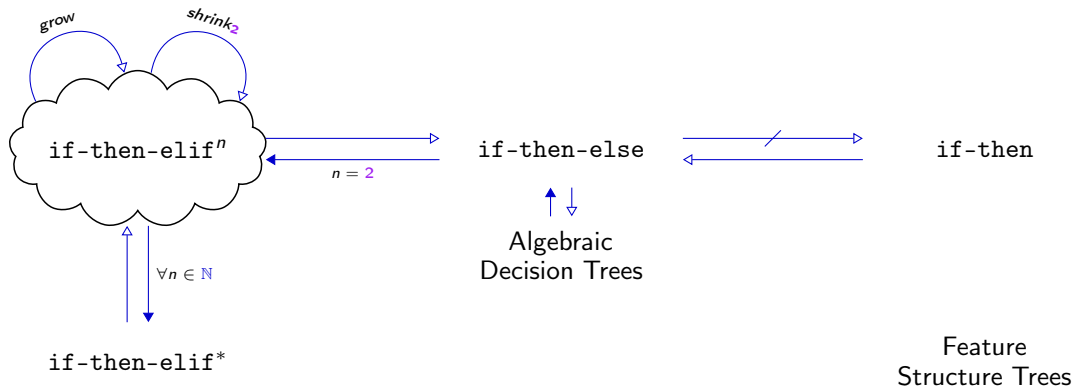 grow
shrink₂
if-then-elifⁿ
if-then-else
if-then
n = 2
Algebraic
Decision Trees
∀n ∈ ℕ
if-then-elif*
Feature
Structure Trees